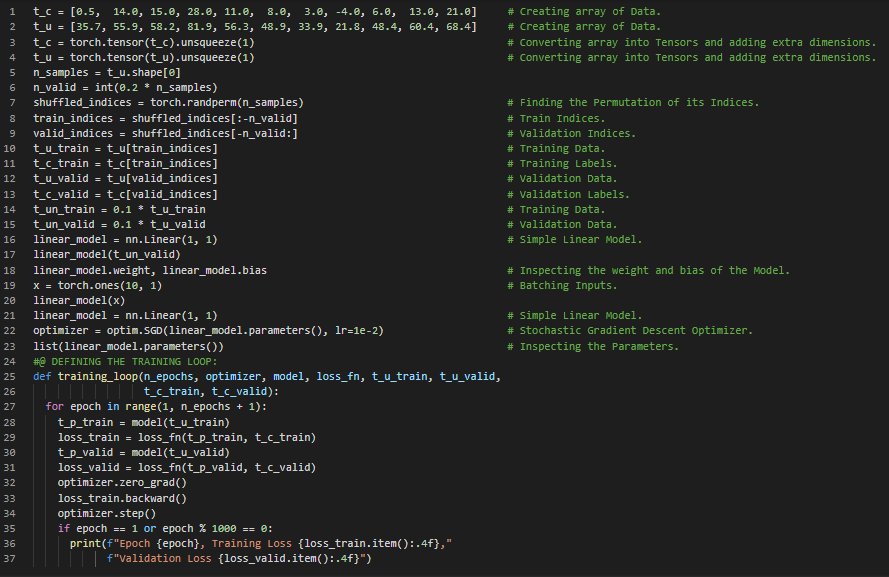 1 t_c = [0.5,  14.0, 15.0, 28.0, 11.0,  8.0,  3.0, -4.0, 6.0,  13.0, 21.0]     # Creating array of Data.
2 t_u = [35.7, 55.9, 58.2, 81.9, 56.3, 48.9, 33.9, 21.8, 48.4, 60.4, 68.4]     # Creating array of Data.
3 t_c = torch.tensor(t_c).unsqueeze(1)                                         # Converting array into Tensors and adding extra dimensions.
4 t_u = torch.tensor(t_u).unsqueeze(1)                                         # Converting array into Tensors and adding extra dimensions.
5 n_samples = t_u.shape[0]
6 n_valid = int(0.2 * n_samples)
7 shuffled_indices = torch.randperm(n_samples)                                 # Finding the Permutation of its Indices.
8 train_indices = shuffled_indices[:-n_valid]                                  # Train Indices.
9 valid_indices = shuffled_indices[-n_valid:]                                  # Validation Indices.
10 t_u_train = t_u[train_indices]                                               # Training Data.
11 t_c_train = t_c[train_indices]                                               # Training Labels.
12 t_u_valid = t_u[valid_indices]                                               # Validation Data.
13 t_c_valid = t_c[valid_indices]                                               # Validation Labels.
14 t_un_train = 0.1 * t_u_train                                                 # Training Data.
15 t_un_valid = 0.1 * t_u_valid                                                 # Validation Data.
16 linear_model = nn.Linear(1, 1)                                               # Simple Linear Model.
17 linear_model(t_un_valid)
18 linear_model.weight, linear_model.bias                                       # Inspecting the weight and bias of the Model.
19 x = torch.ones(10, 1)                                                        # Batching Inputs.
20 linear_model(x)
21 linear_model = nn.Linear(1, 1)                                               # Simple Linear Model.
22 optimizer = optim.SGD(linear_model.parameters(), lr=1e-2)                    # Stochastic Gradient Descent Optimizer.
23 list(linear_model.parameters())                                              # Inspecting the Parameters.
24 #@ DEFINING THE TRAINING LOOP:
25 def training_loop(n_epochs, optimizer, model, loss_fn, t_u_train, t_u_valid,
26                   t_c_train, t_c_valid):
27   for epoch in range(1, n_epochs + 1):
28     t_p_train = model(t_u_train)
29     loss_train = loss_fn(t_p_train, t_c_train)
30     t_p_valid = model(t_u_valid)
31     loss_valid = loss_fn(t_p_valid, t_c_valid)
32     optimizer.zero_grad()
33     loss_train.backward()
34     optimizer.step()
35     if epoch == 1 or epoch % 1000 == 0:
36       print(f"Epoch {epoch}, Training Loss {loss_train.item():.4f},"
37             f"Validation Loss {loss_valid.item():.4f}")